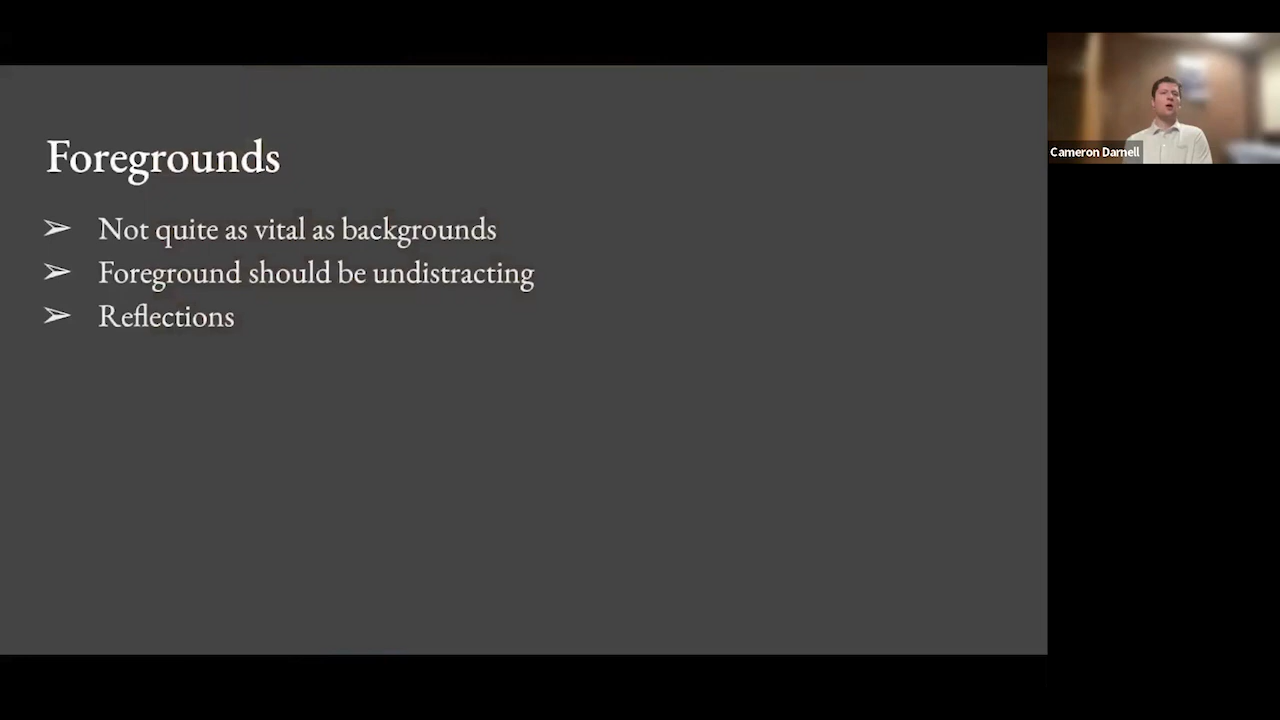 Foregrounds
➢ Not quite as vital as backgrounds
➢ Foreground should be undistracting
➢ Reflections
Cameron Darnell